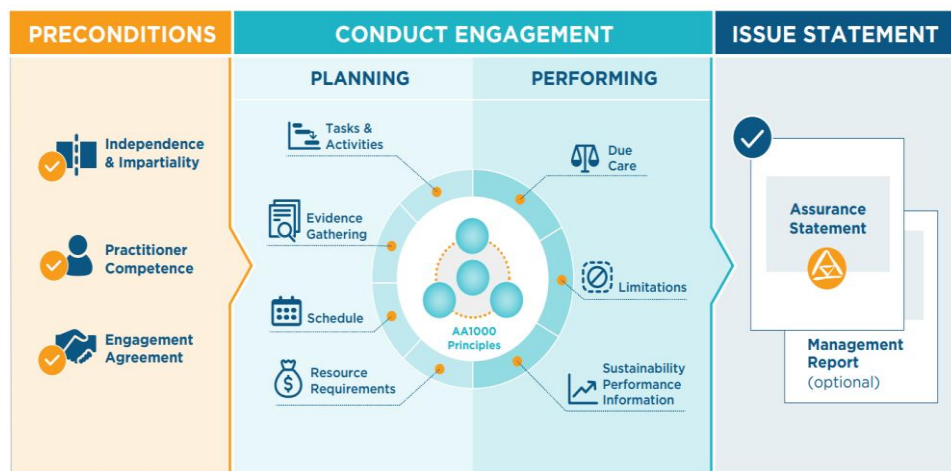 PRECONDITIONS
Independence
& Impartiality
Practitioner
Competence
Engagement
Agreement
CONDUCT ENGAGEMENT
PLANNING
Tasks &
Activities
Evidence
Gathering
Schedule
Resource
Requirements
$
AA1000
Principles
PERFORMING
Due
Care
Limitations
Sustainability
Performance
Information
ISSUE STATEMENT
Assurance
Statement
Management
Report
(optional)